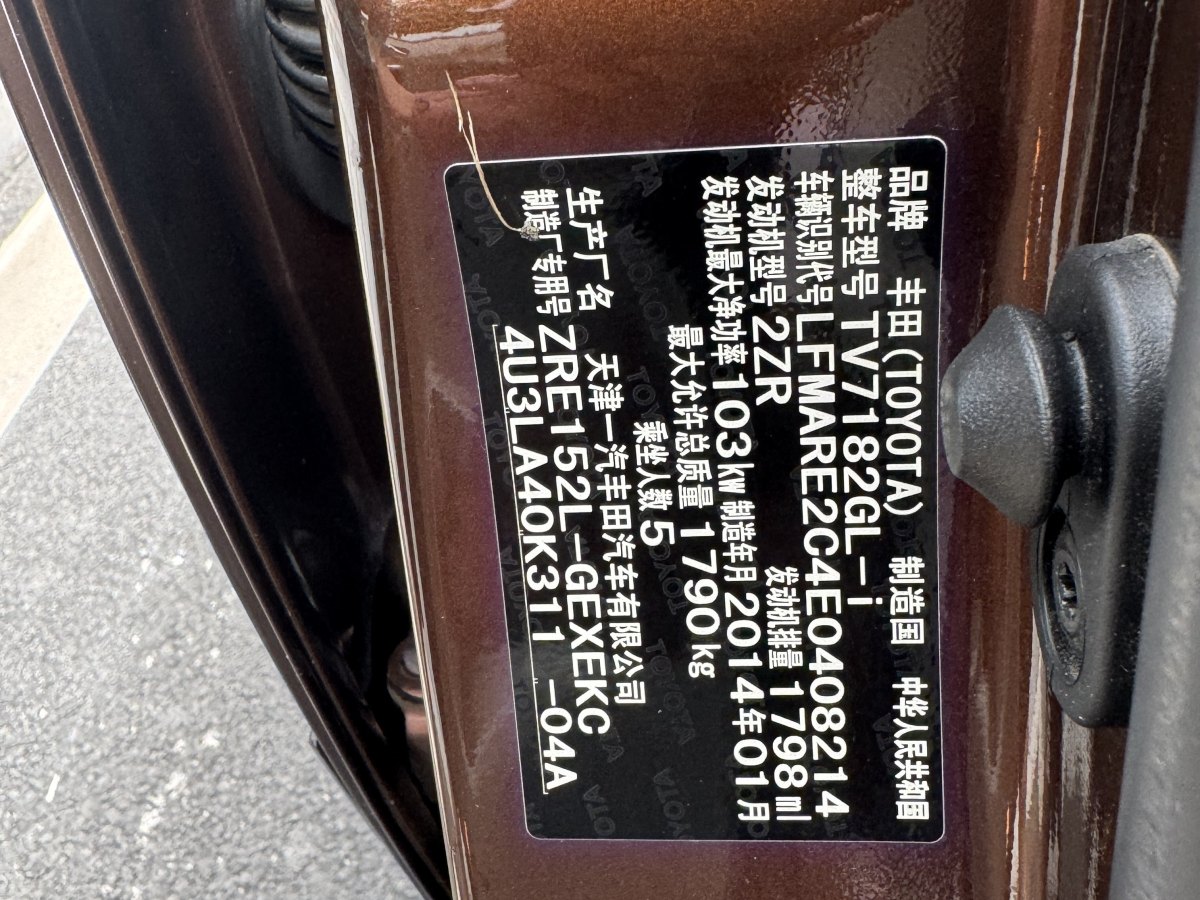 品牌 丰田(TOYOTA) 制造国 中华人民共和国
整车型号 TV7182GL-i
车辆识别代号 LFMARE2C4E0408214
发动机型号 2ZR 发动机排量 1798ml
发动机最大净功率 103kw 制造年月 2014年01月
最大允许总质量 1790kg
乘坐人数 5
生产厂名 天津一汽丰田汽车有限公司
制造厂专用号 ZRE152L-GEXEKC
4U3LA40K311 -04A